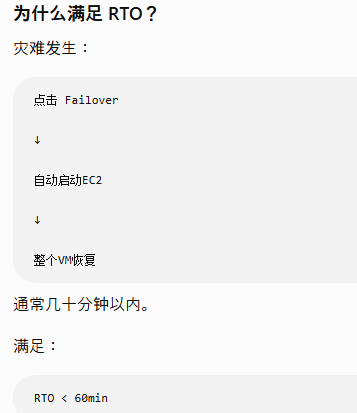 为什么满足 RTO？
灾难发生：
点击 Failover
↓
自动启动EC2
↓
整个VM恢复
通常几十分钟以内。
满足：
RTO < 60min